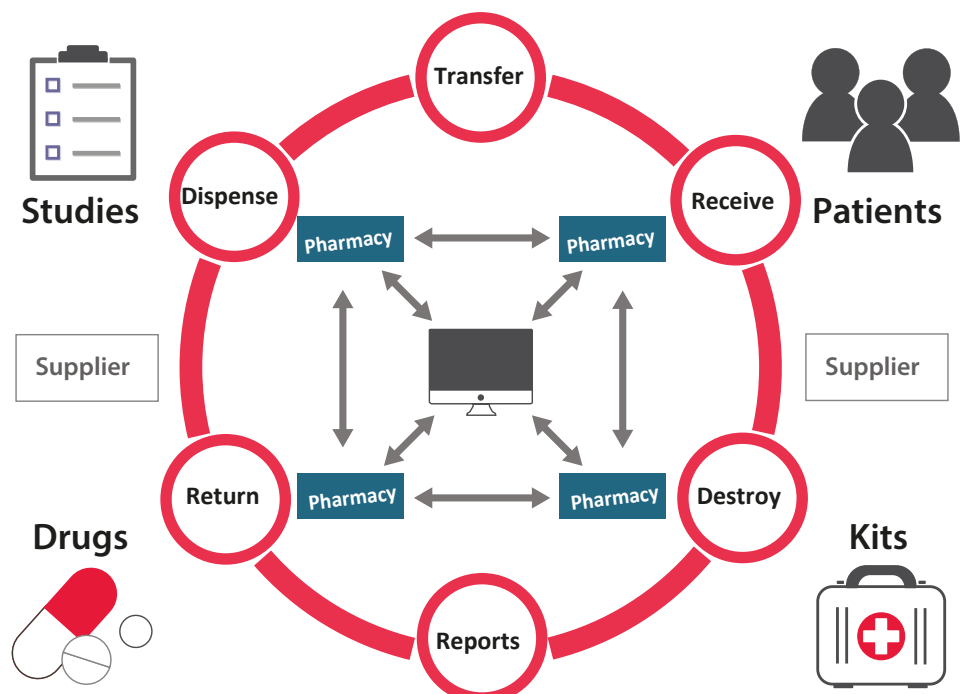 Transfer
Dispense
Receive
Studies
Patients
Pharmacy
Pharmacy
Supplier
Supplier
Return
Destroy
Pharmacy
Pharmacy
Drugs
Kits
Reports